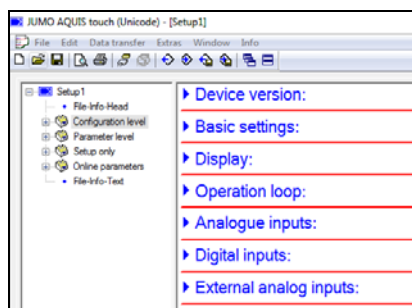 JUMO AQUIS touch (Unicode) - [Setup1]
File Edit Data transfer Extras Window Info
Setup1
File-Info-Head
Configuration level
Parameter level
Setup only
Online parameters
File-Info-Text
Device version:
Basic settings:
Display:
Operation loop:
Analogue inputs:
Digital inputs:
External analog inputs: